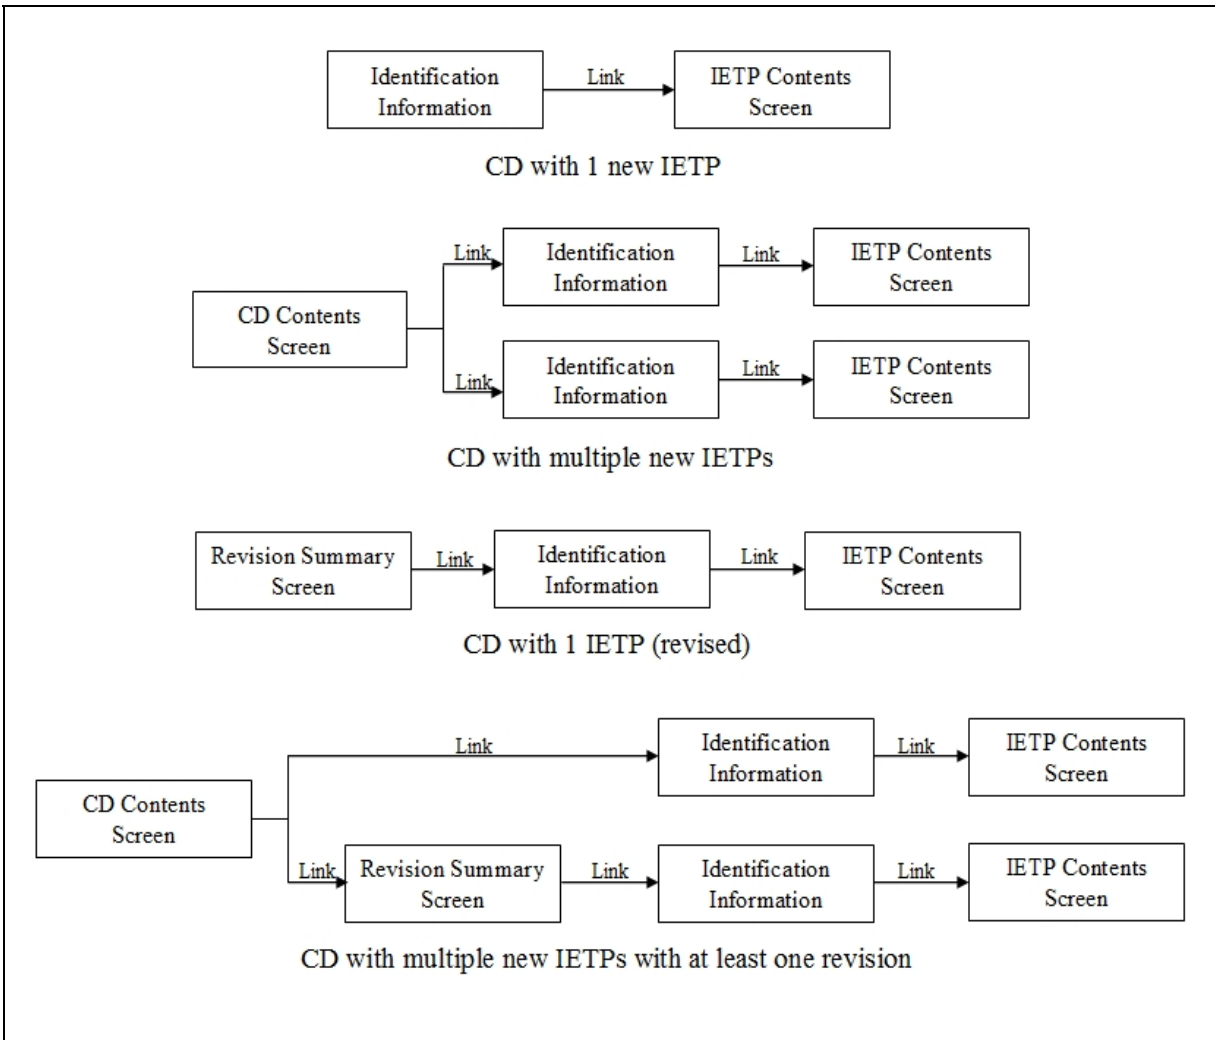 Identification
Information
Link
IETP Contents
Screen
CD with 1 new IETP
CD Contents
Screen
Link
Identification
Information
Link
IETP Contents
Screen
Link
Identification
Information
Link
IETP Contents
Screen
CD with multiple new IETPs
Revision Summary
Screen
Link
Identification
Information
Link
IETP Contents
Screen
CD with 1 IETP (revised)
CD Contents
Screen
Link
Identification
Information
Link
IETP Contents
Screen
Link
Revision Summary
Screen
Link
Identification
Information
Link
IETP Contents
Screen
CD with multiple new IETPs with at least one revision